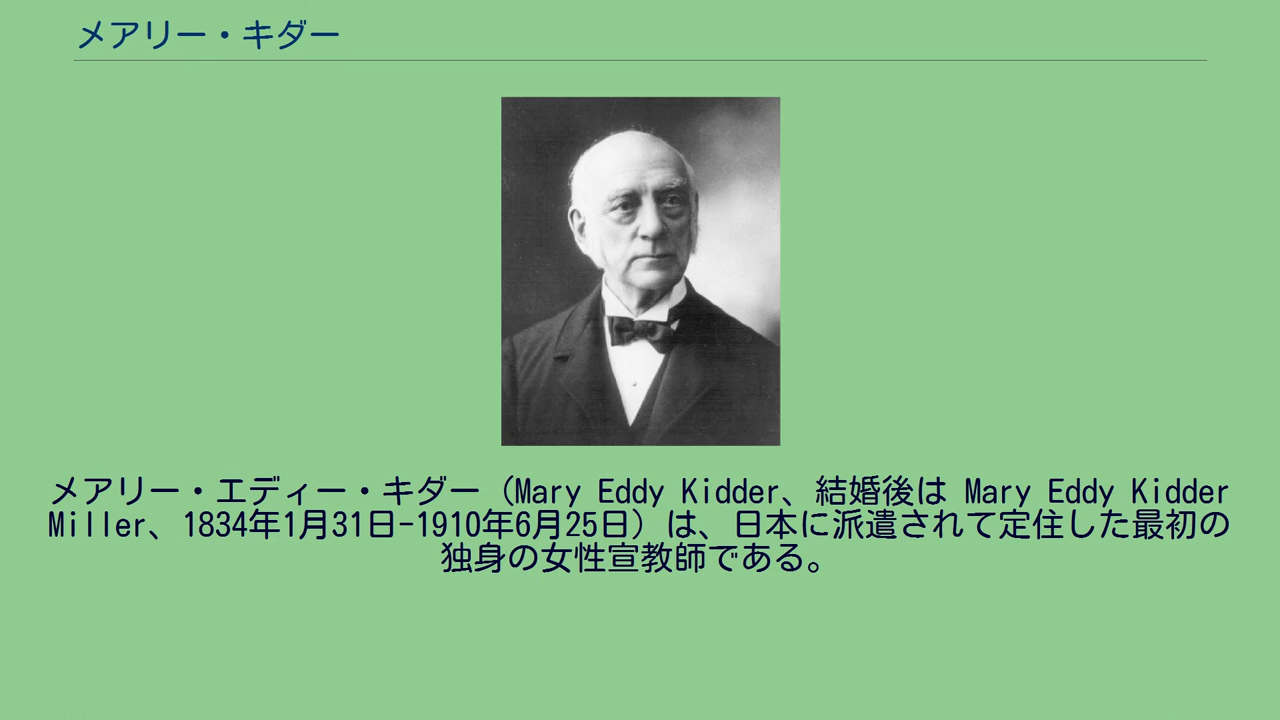 メアリー・キダー
メアリー・エディー・キダー（Mary Eddy Kidder、結婚後は Mary Eddy Kidder
Miller、1834年1月31日-1910年6月25日）は、日本に派遣されて定住した最初の
独身の女性宣教師である。